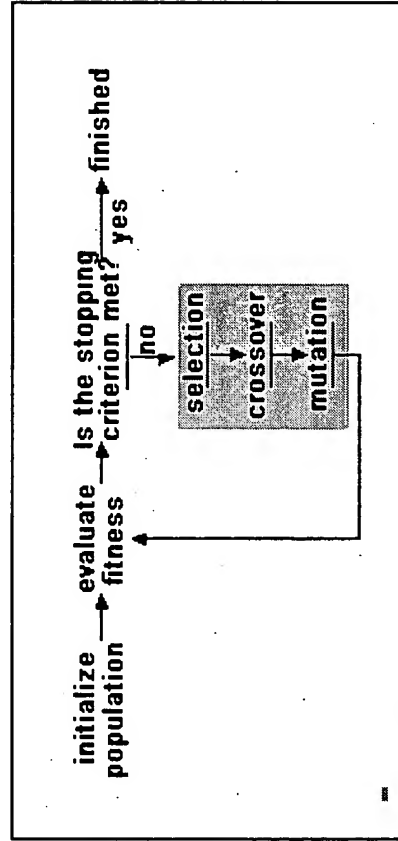 initialize
population
evaluate
fitness
Is the stopping
criterion met?
yes
finished
no
selection
crossover
mutation